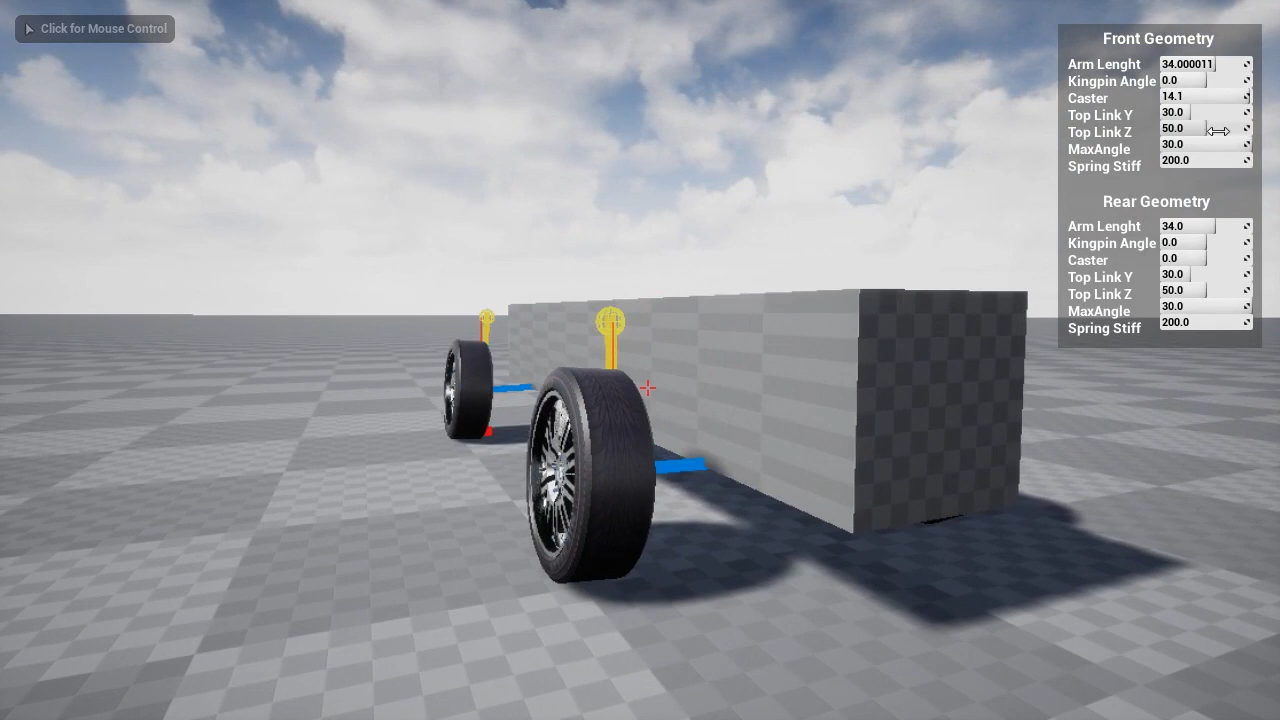 Click for Mouse Control
Front Geometry
Arm Lenght 34.000011
Kingpin Angle 0.0
Caster 14.1
Top Link Y 30.0
Top Link Z 50.0
MaxAngle 30.0
Spring Stiff 200.0
Rear Geometry
Arm Lenght 34.0
Kingpin Angle 0.0
Caster 0.0
Top Link Y 30.0
Top Link Z 50.0
MaxAngle 30.0
Spring Stiff 200.0